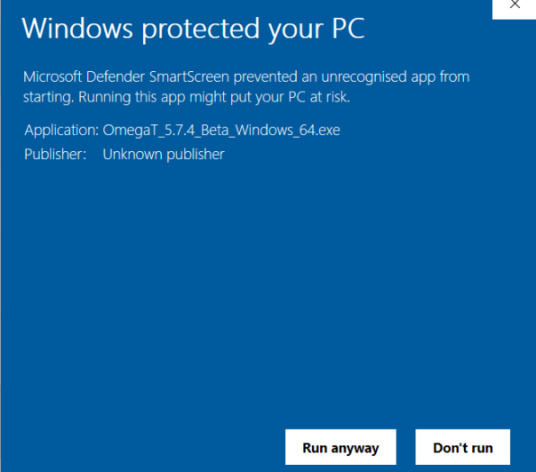 Windows protected your PC
Microsoft Defender SmartScreen prevented an unrecognised app from
starting. Running this app might put your PC at risk.
Application: OmegaT_5.7.4_Beta_Windows_64.exe
Publisher: Unknown publisher
Run anyway Don't run